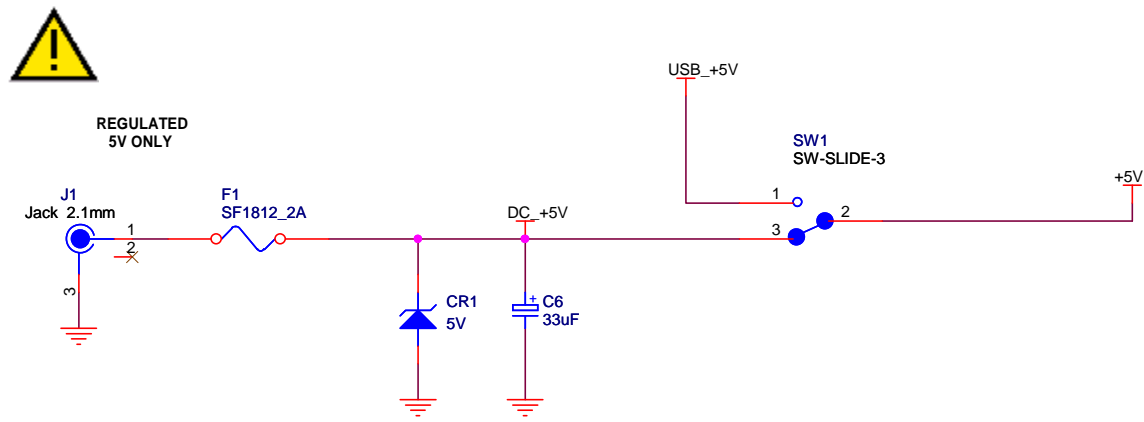 !
REGULATED
5V ONLY
USB_+5V
SW1
SW-SLIDE-3
+5V
J1
Jack 2.1mm
F1
SF1812_2A
DC_+5V
1
2
3
1
2
3
CR1
5V
+
C6
33uF